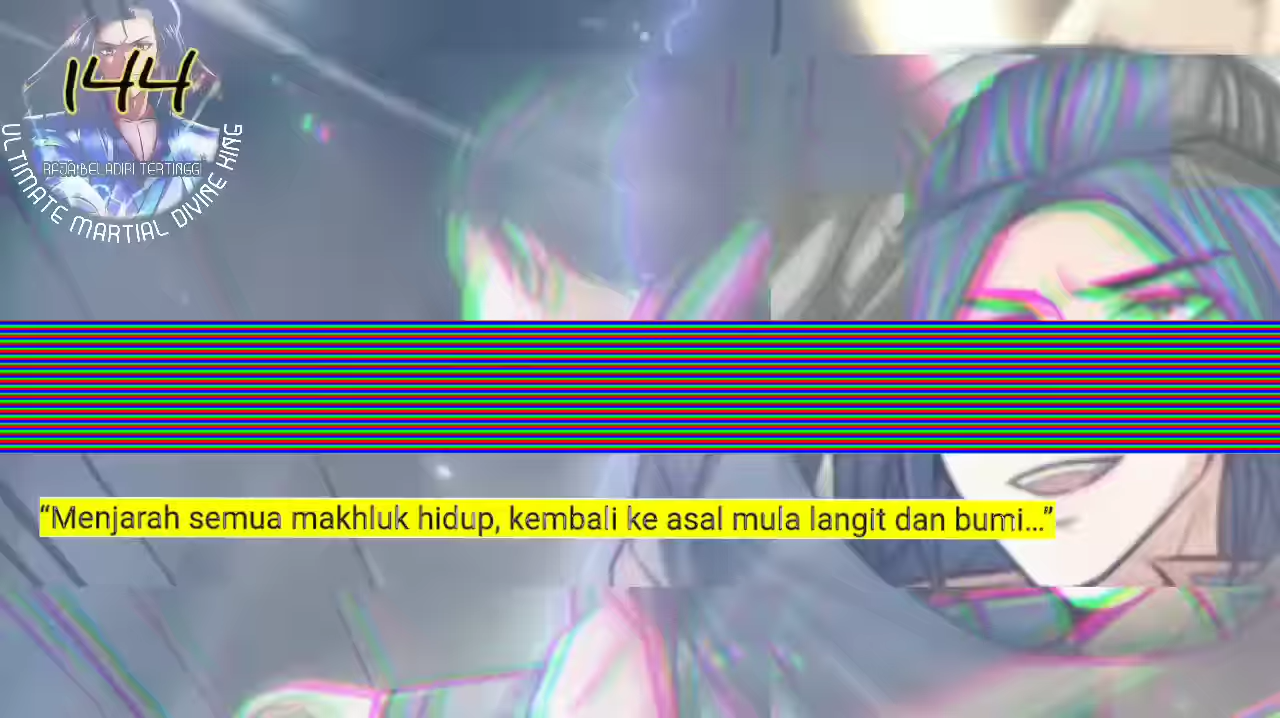 144
RAJA BELADIRI TERTINGGI
ULTIMATE MARTIAL DIVINE KING
“Menjarah semua makhluk hidup, kembali ke asal mula langit dan bumi...”